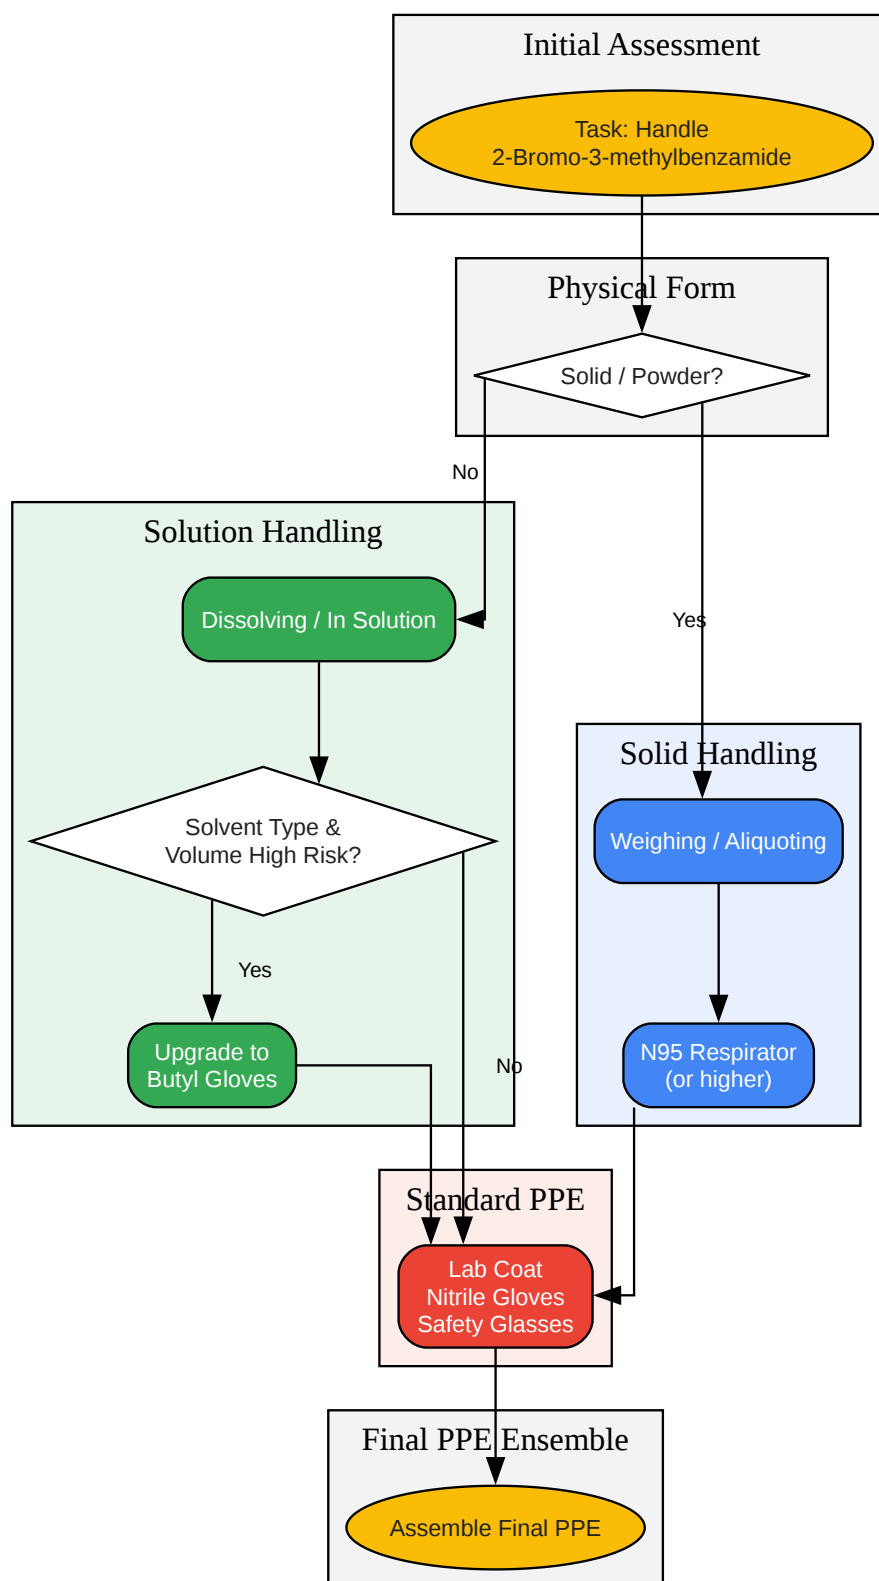 Initial Assessment
Task: Handle
2-Bromo-3-methylbenzamide
Physical Form
Solid / Powder?
No
Solution Handling
Dissolving / In Solution
Yes
Solid Handling
Weighing / Aliquoting
Solvent Type &
Volume High Risk?
Yes
No
Upgrade to
Butyl Gloves
N95 Respirator
(or higher)
Standard PPE
Lab Coat
Nitrile Gloves
Safety Glasses
Final PPE Ensemble
Assemble Final PPE